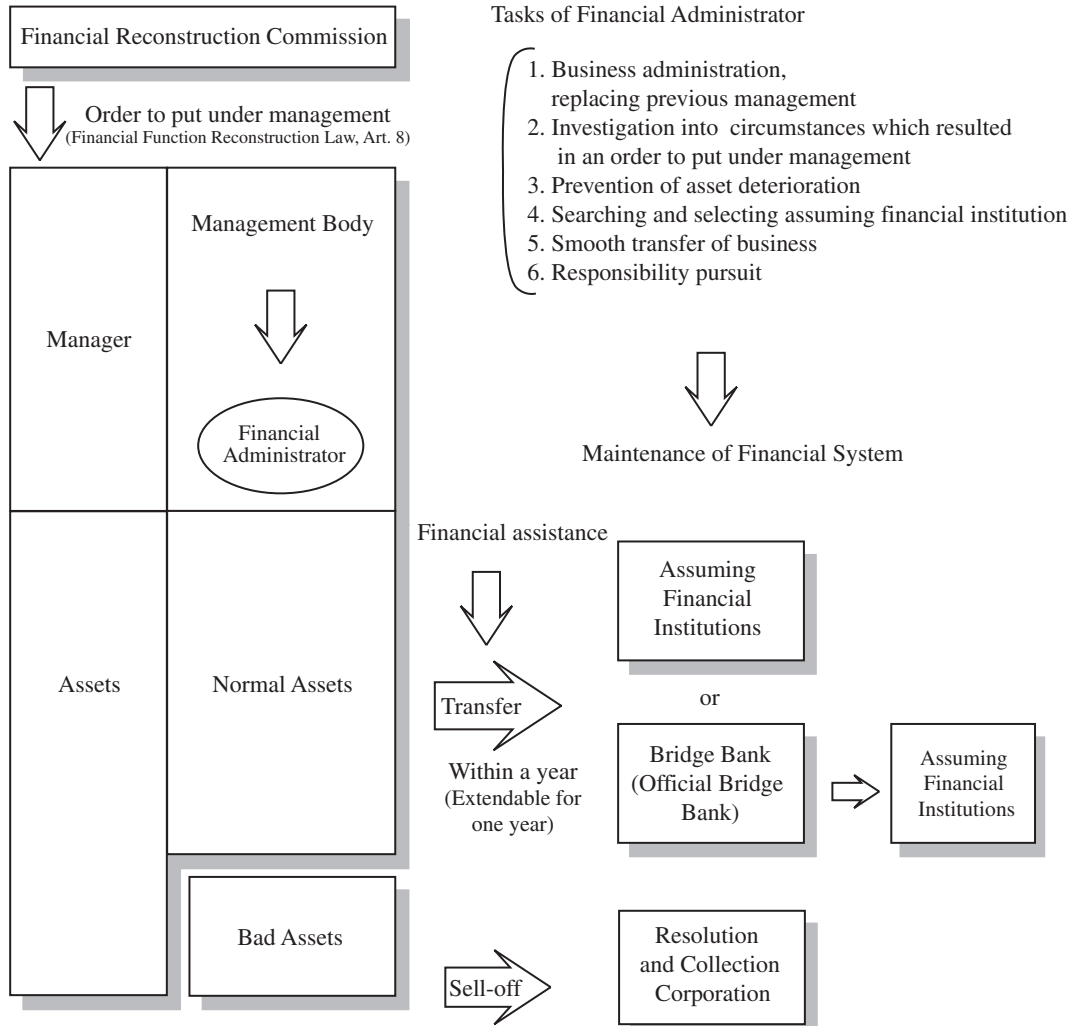 Financial Reconstruction Commission
Order to put under management
(Financial Function Reconstruction Law, Art. 8)
Tasks of Financial Administrator
1. Business administration,
replacing previous management
2. Investigation into circumstances which resulted
in an order to put under management
3. Prevention of asset deterioration
4. Searching and selecting assuming financial institution
5. Smooth transfer of business
6. Responsibility pursuit
Manager
Management Body
Financial
Administrator
Maintenance of Financial System
Assets
Normal Assets
Financial assistance
Transfer
Within a year
(Extendable for
one year)
Assuming
Financial
Institutions
or
Bridge Bank
(Official Bridge
Bank)
Assuming
Financial
Institutions
Bad Assets
Sell-off
Resolution
and Collection
Corporation